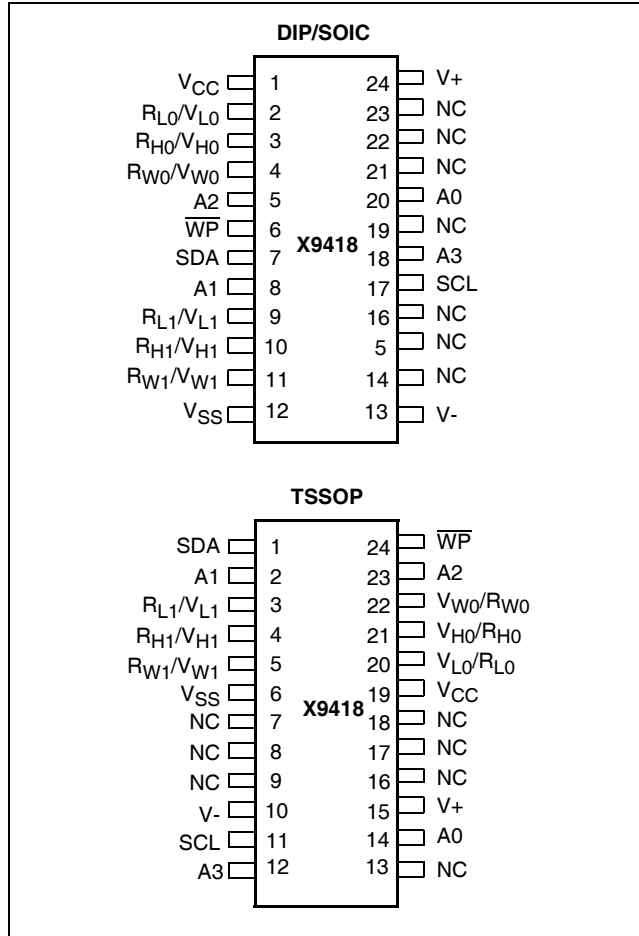 DIP/SOIC
VCC 1 24 V+
RL0/VL0 2 23 NC
RH0/VH0 3 22 NC
RW0/VW0 4 21 NC
A2 5 20 A0
WP 6 19 NC
X9418
SDA 7 18 A3
A1 8 17 SCL
RL1/VL1 9 16 NC
RH1/VH1 10 5 NC
RW1/VW1 11 14 NC
VSS 12 13 V-
TSSOP
SDA 1 24 WP
A1 2 23 A2
RL1/VL1 3 22 VW0/RW0
RH1/VH1 4 21 VH0/RH0
RW1/VW1 5 20 VL0/RL0
VSS 6 19 VCC
X9418
NC 7 18 NC
NC 8 17 NC
NC 9 16 NC
V- 10 15 V+
SCL 11 14 A0
A3 12 13 NC